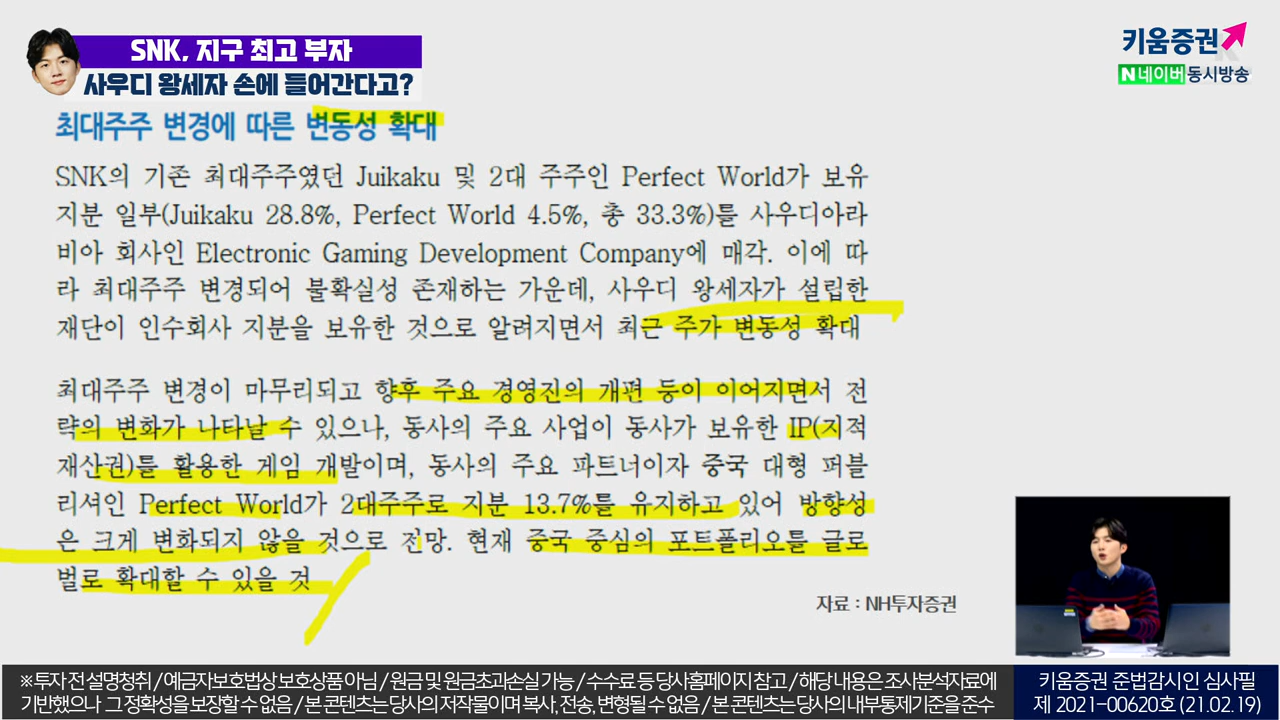 SNK, 지구 최고 부자
사우디 왕세자 손에 들어간다고?
키움증권
N 네이버 동시방송
최대주주 변경에 따른 변동성 확대
SNK의 기존 최대주주였던 Juikaku 및 2대 주주인 Perfect World가 보유
지분 일부(Juikaku 28.8%, Perfect World 4.5%, 총 33.3%)를 사우디아라
비아 회사인 Electronic Gaming Development Company에 매각. 이에 따
라 최대주주 변경되어 불확실성 존재하는 가운데, 사우디 왕세자가 설립한
재단이 인수회사 지분을 보유한 것으로 알려지면서 최근 주가 변동성 확대
최대주주 변경이 마무리되고 향후 주요 경영진의 개편 등이 이어지면서 전
략의 변화가 나타날 수 있으나, 동사의 주요 사업이 동사가 보유한 IP(지적
재산권)를 활용한 게임 개발이며, 동사의 주요 파트너이자 중국 대형 퍼블
리셔인 Perfect World가 2대주주로 지분 13.7%를 유지하고 있어 방향성
은 크게 변화되지 않을 것으로 전망. 현재 중국 중심의 포트폴리오를 글로
벌로 확대할 수 있을 것
자료 : NH투자증권
※ 투자 전 설명청취 / 예금자보호법상 보호상품 아님 / 원금 및 원금초과손실 가능 / 수수료 등 당사홈페이지 참고 / 해당 내용은 조사분석자료에
기반했으나 그 정확성을 보장할 수 없음 / 본 콘텐츠는 당사의 저작물이며 복사, 전송, 변형될 수 없음 / 본 콘텐츠는 당사의 내부통제기준을 준수
키움증권 준법감시인 심사필
제 2021-00620호 (21.02.19)